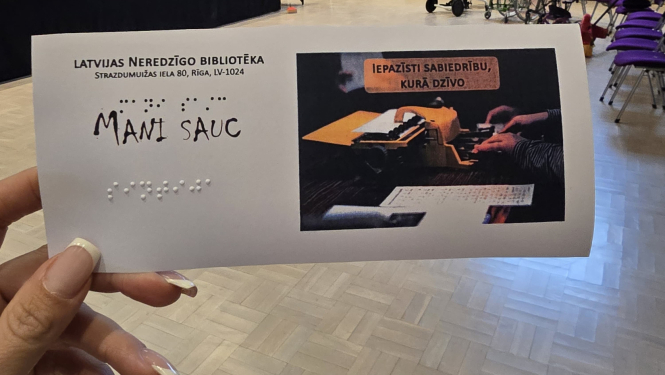 LATVIJAS NEREDZĪGO BIBLIOTĒKA
STRAZDUMUIŽAS IELA 80, RĪGA, LV-1024
MANI SAUC
IEPAZĪSTI SABIEDRĪBU,
KURĀ DZĪVO